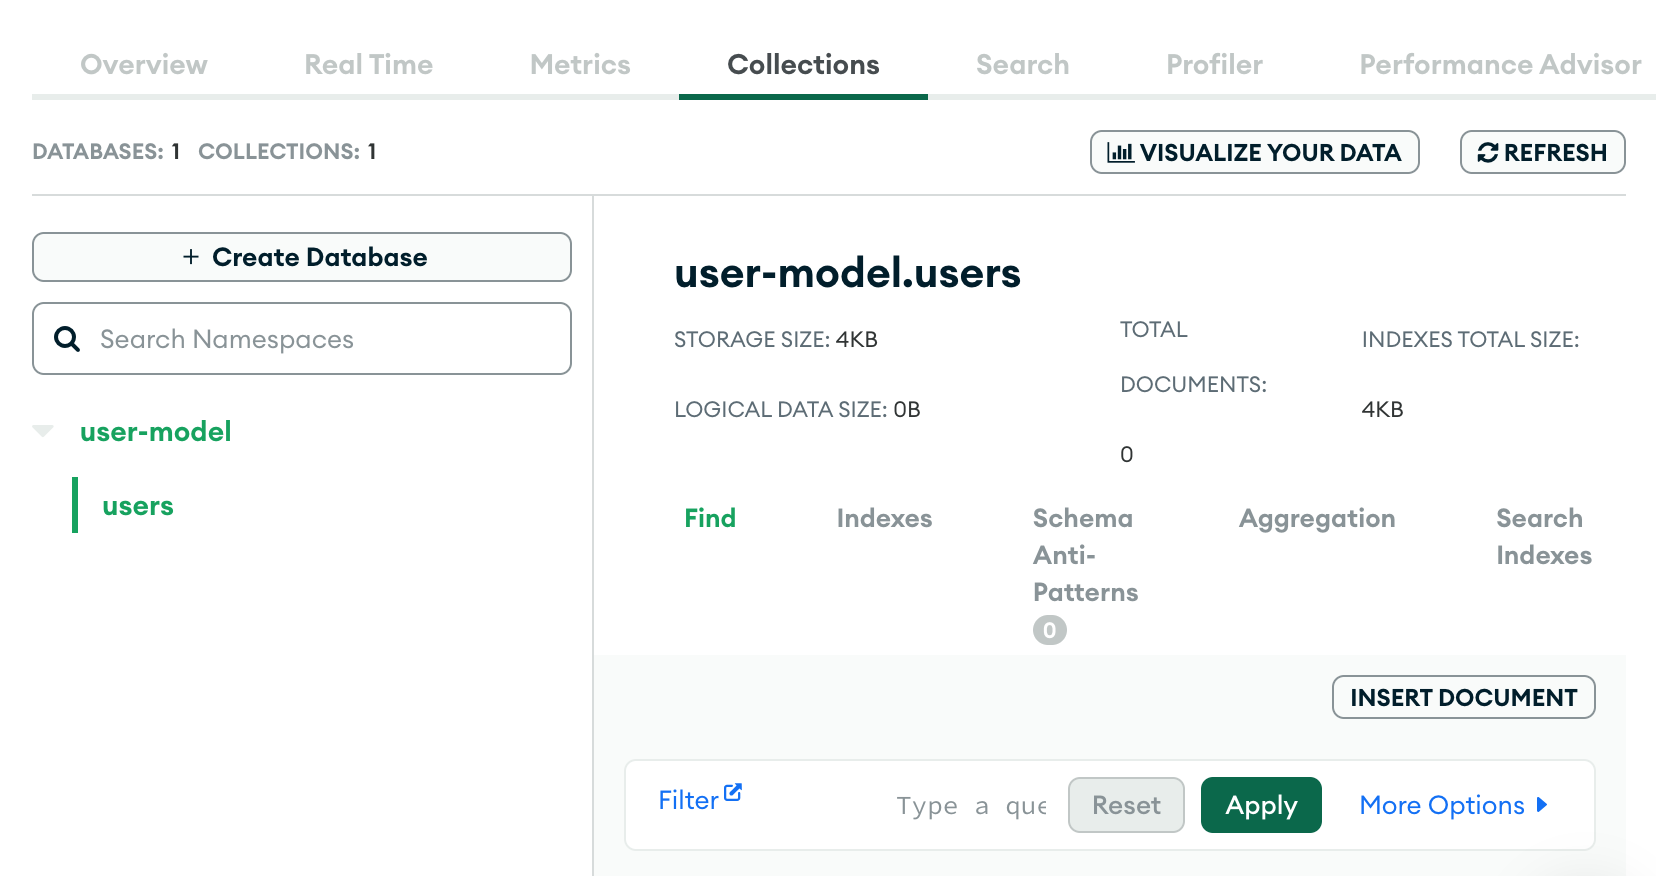 Overview Real Time Metrics Collections Search Profiler Performance Advisor
DATABASES: 1 COLLECTIONS: 1
VISUALIZE YOUR DATA
REFRESH
+ Create Database
Search Namespaces
user-model
users
user-model.users
STORAGE SIZE: 4KB
LOGICAL DATA SIZE: 0B
TOTAL
DOCUMENTS:
0
INDEXES TOTAL SIZE:
4KB
Find
Indexes
Schema
Anti-
Patterns
0
Aggregation
Search
Indexes
INSERT DOCUMENT
Filter
Type a que
Reset
Apply
More Options